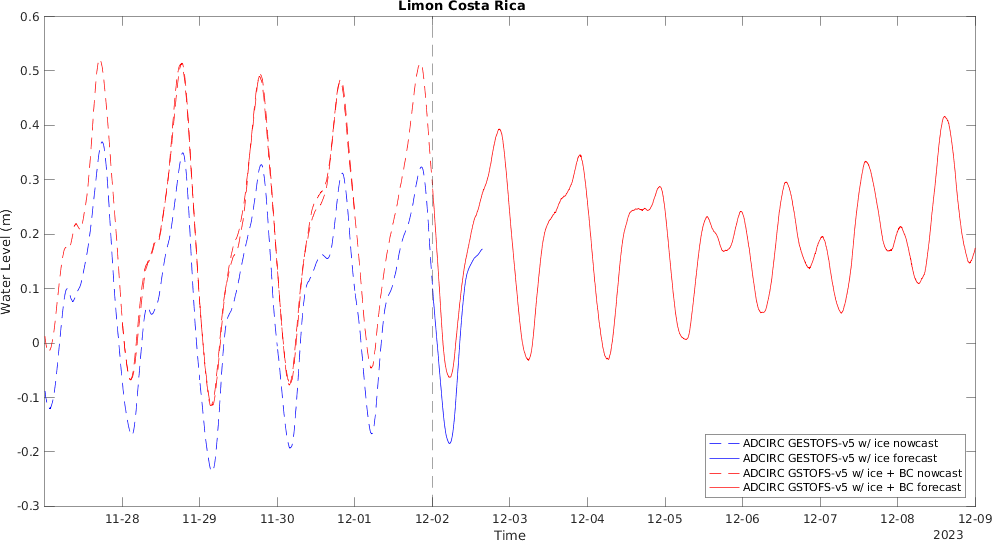 Limon Costa Rica
0.6
0.5
0.4
0.3
0.2
0.1
0
-0.1
-0.2
-0.3
Water Level (m)
ADCIRC GESTOFS-v5 w/ ice nowcast
ADCIRC GESTOFS-v5 w/ ice forecast
ADCIRC GSTOFS-v5 w/ ice + BC nowcast
ADCIRC GSTOFS-v5 w/ ice + BC forecast
11-28 11-29 11-30 12-01 12-02 12-03 12-04 12-05 12-06 12-07 12-08 12-09
Time
2023